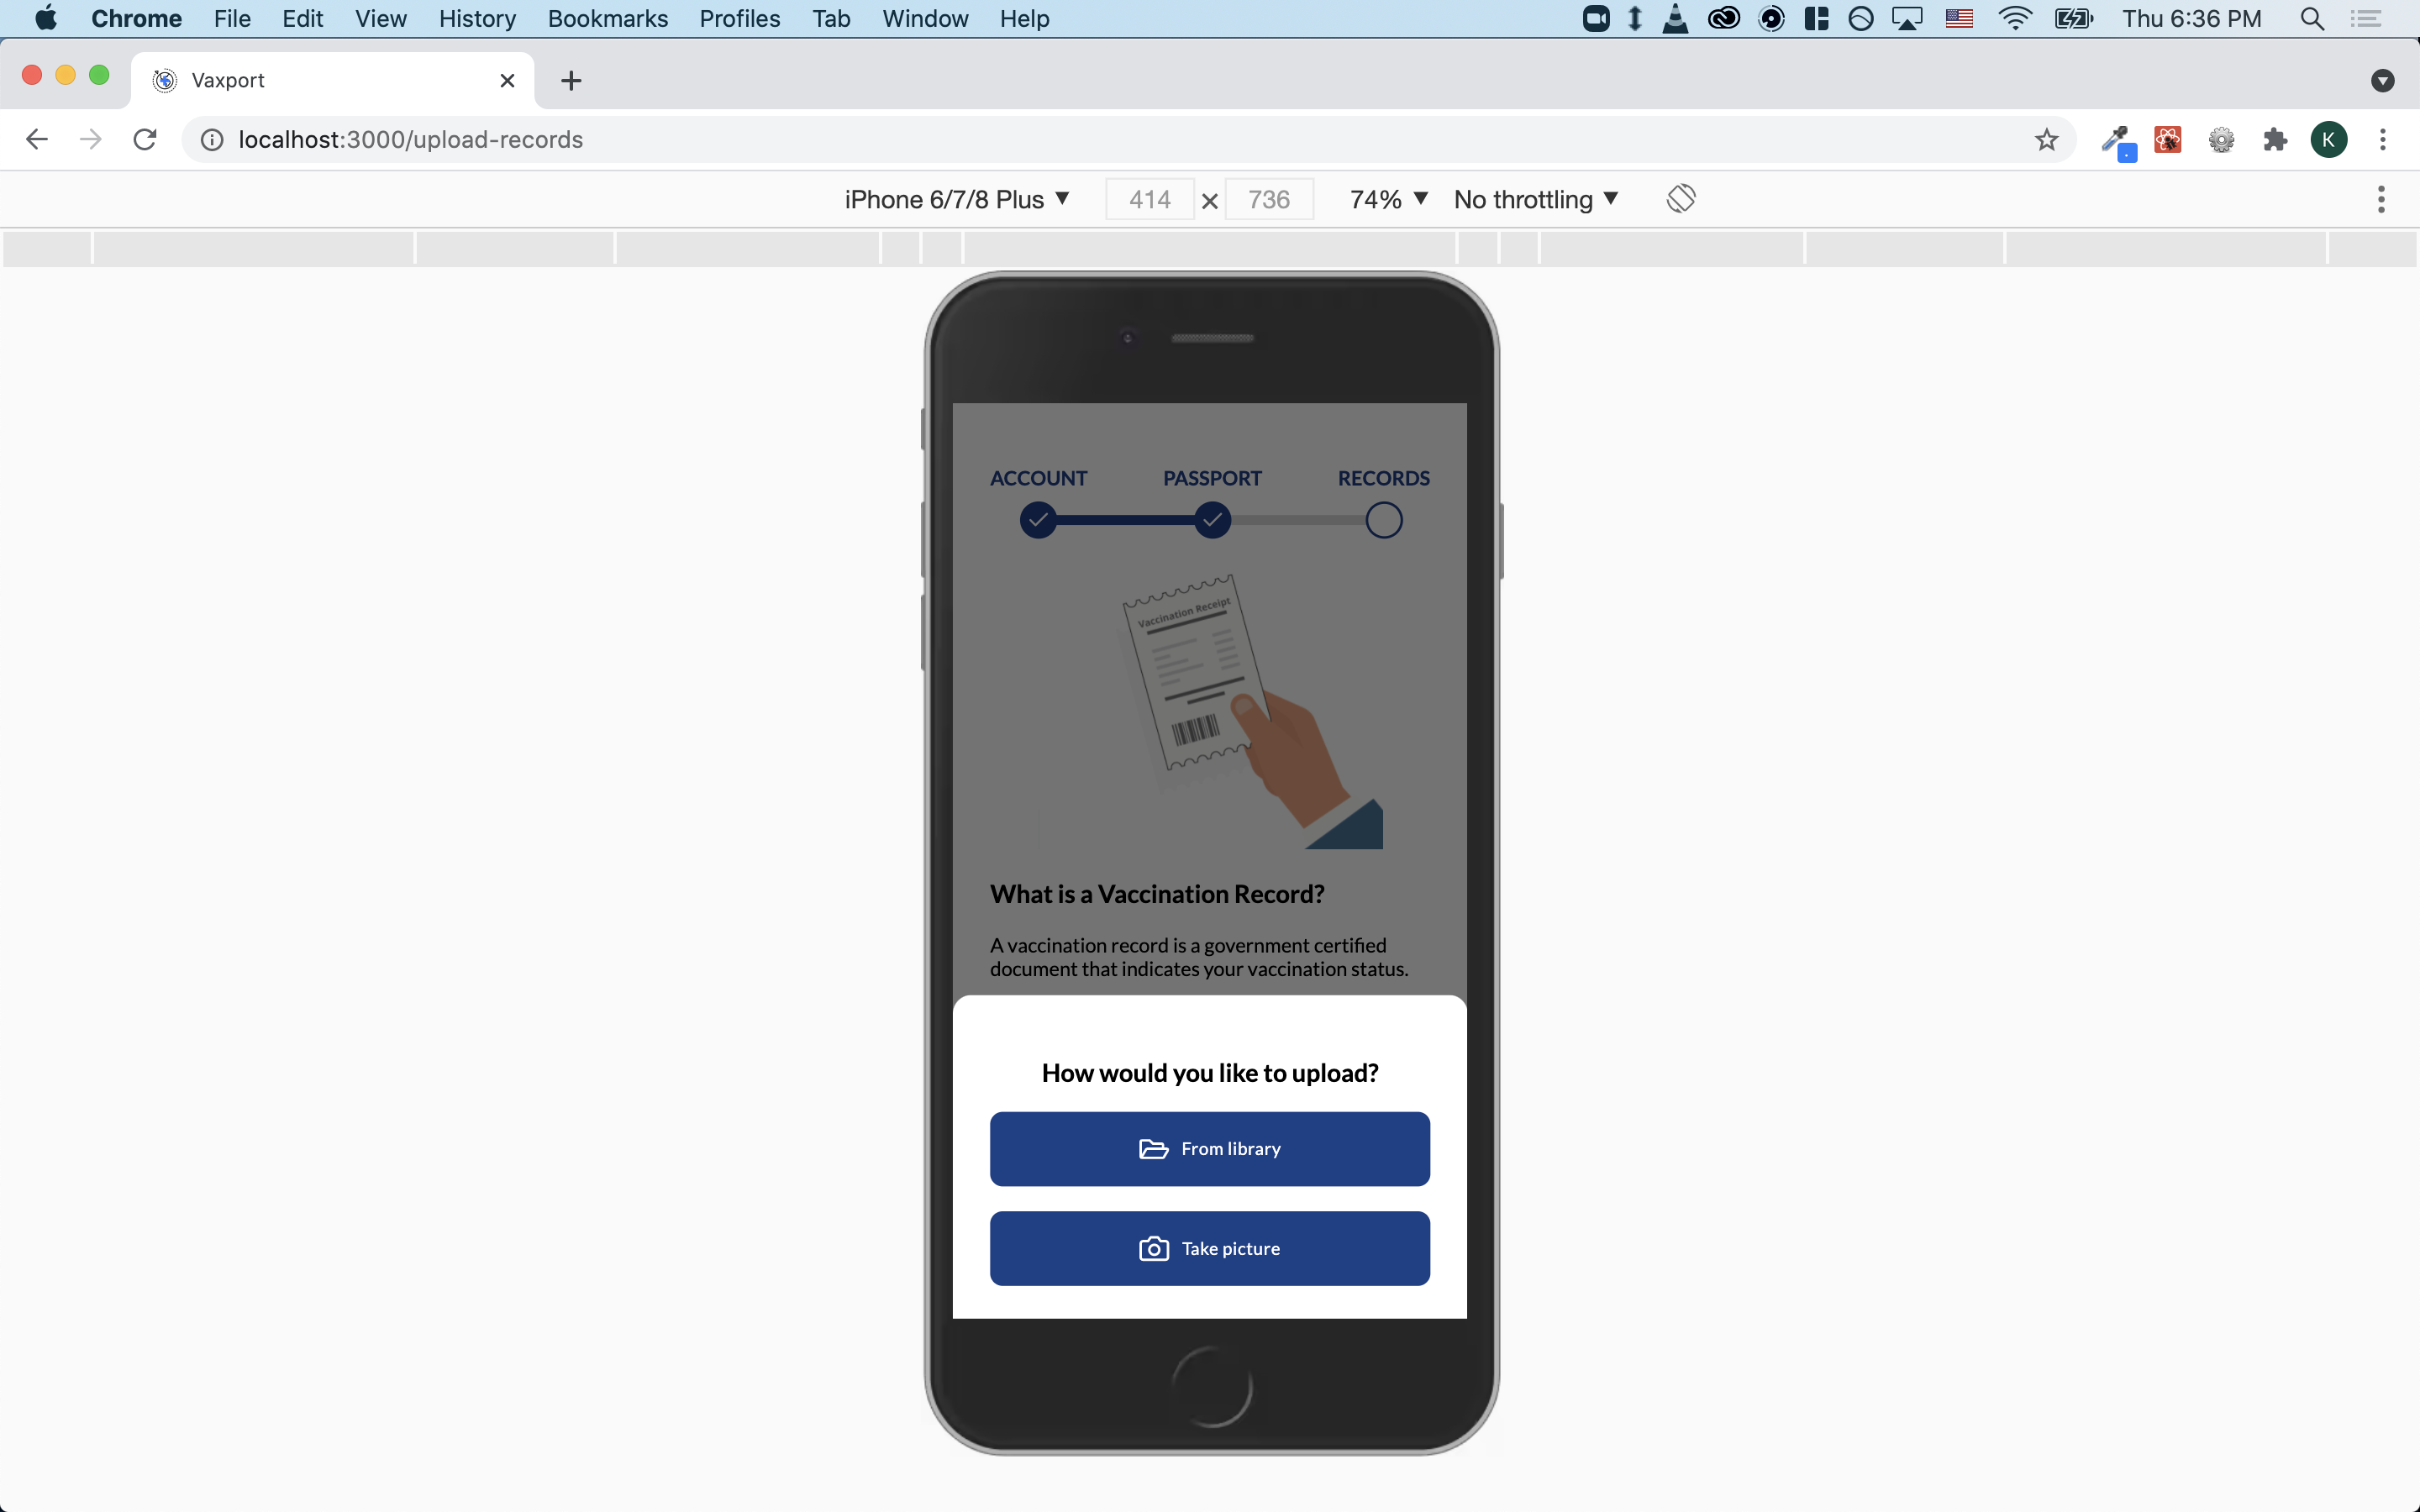 Chrome File Edit View History Bookmarks Profiles Tab Window Help Thu 6:36 PM
Vaxport
localhost:3000/upload-records
K
iPhone 6/7/8 Plus ▼ 414 × 736 74% ▼ No throttling ▼
ACCOUNT PASSPORT RECORDS
Vaccination Receipt
What is a Vaccination Record?
A vaccination record is a government certified
document that indicates your vaccination status.
How would you like to upload?
From library
Take picture